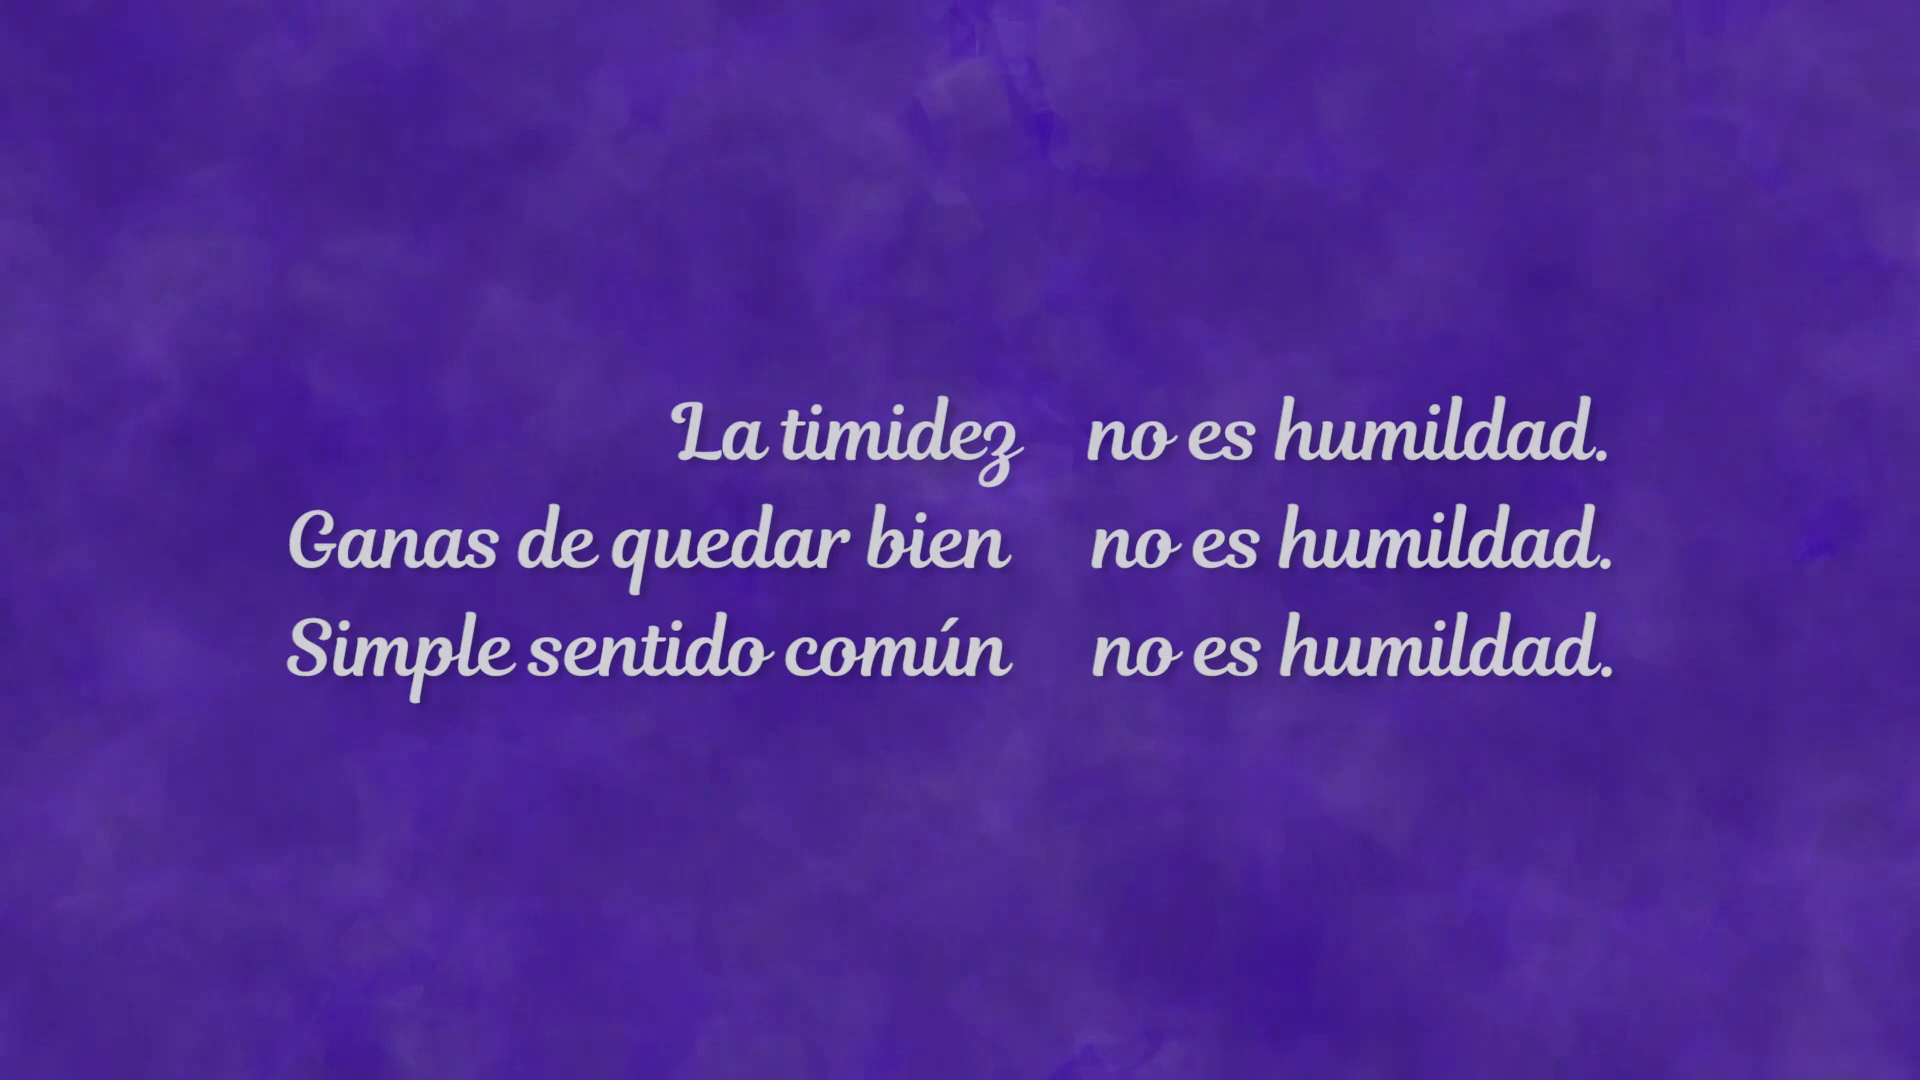 La timidez no es humildad.
Ganas de quedar bien no es humildad.
Simple sentido común no es humildad.